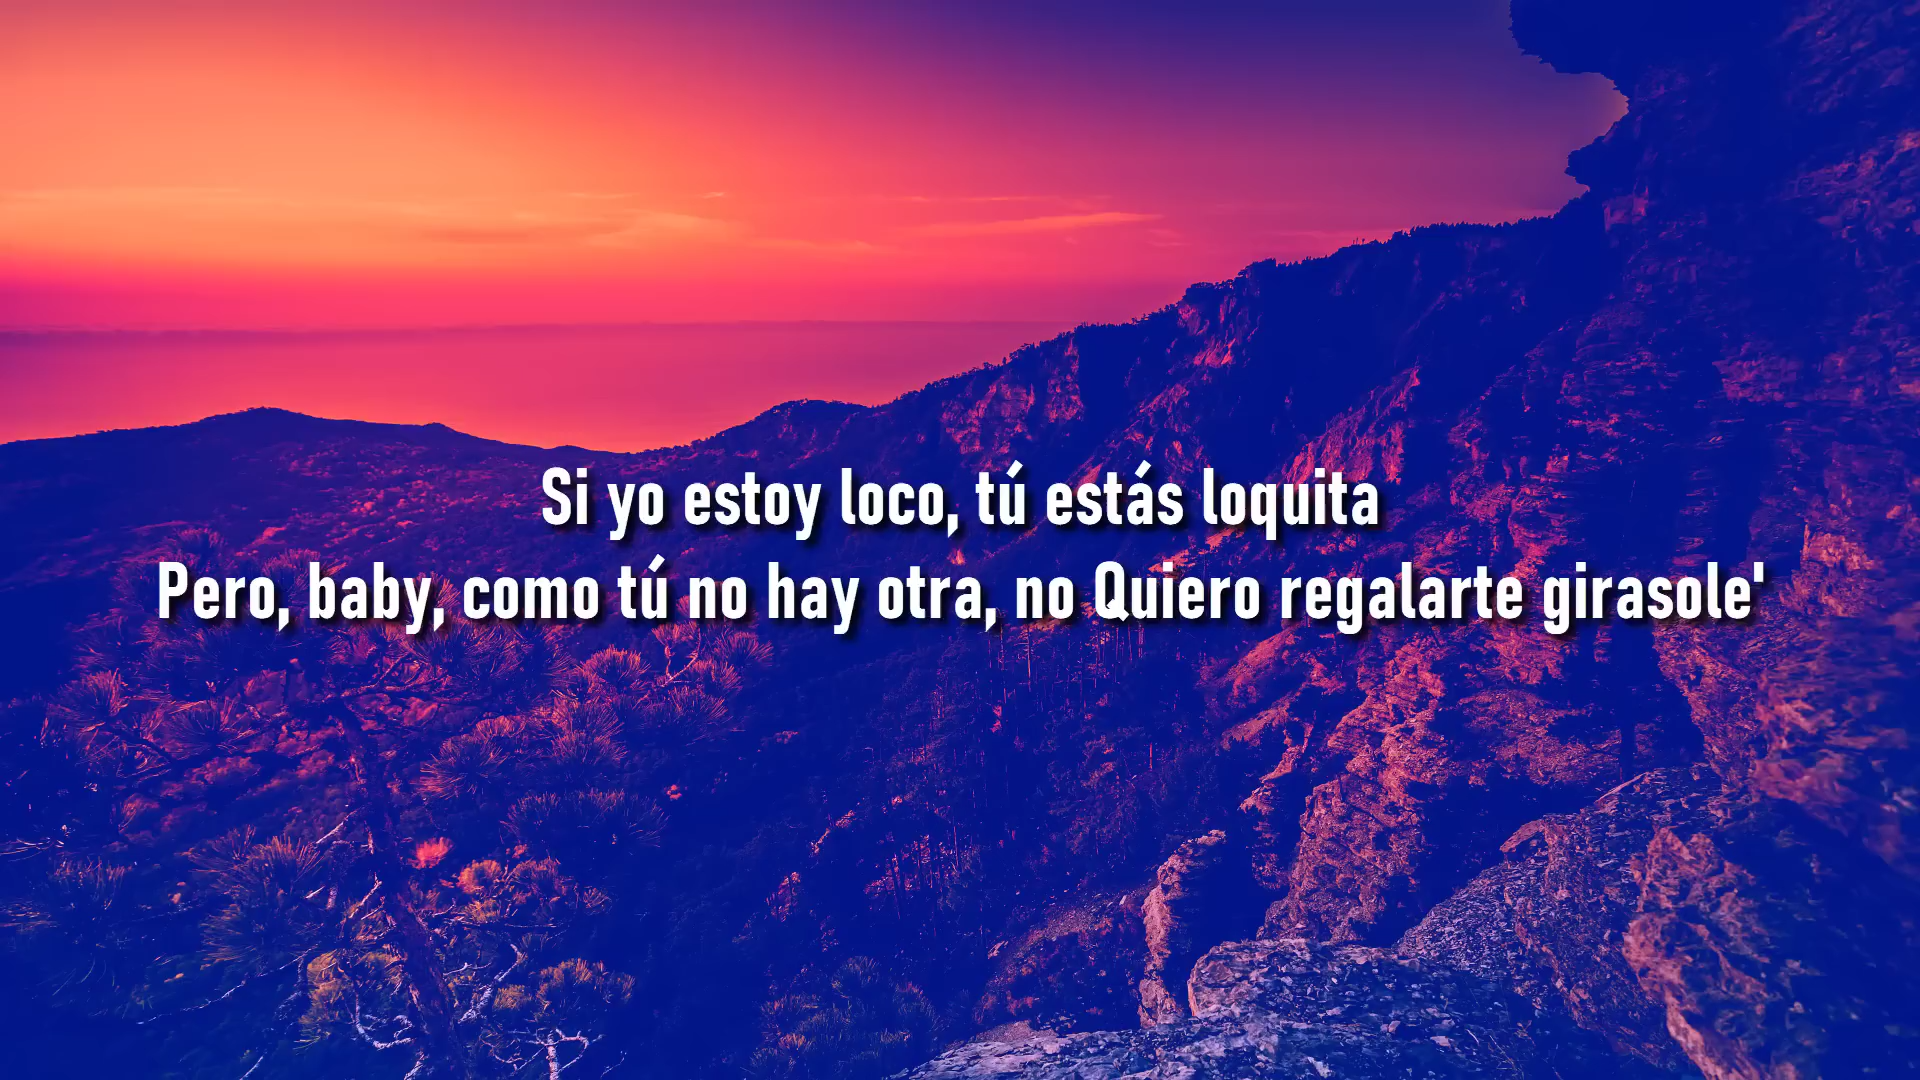 Si yo estoy loco, tú estás loquita
Pero, baby, como tú no hay otra, no Quiero regalarte girasole'